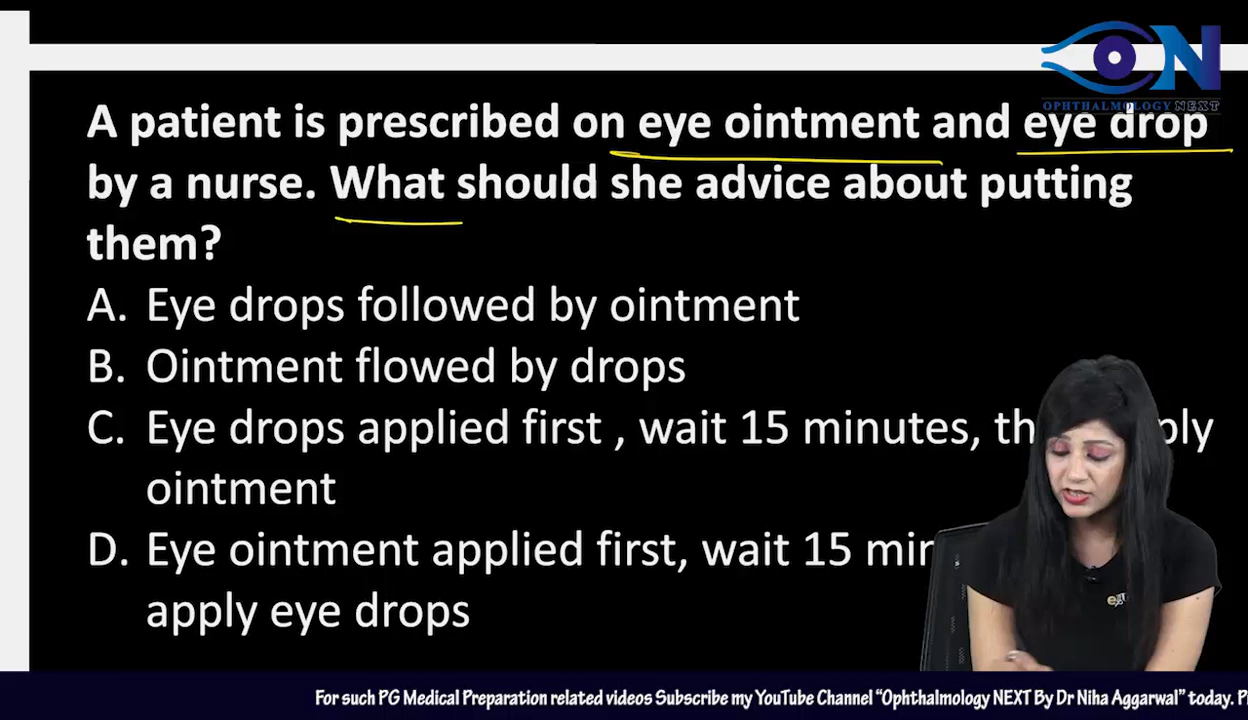 ON
OPHTHALMOLOGY NEXT
A patient is prescribed on eye ointment and eye drop
by a nurse. What should she advice about putting
them?
A. Eye drops followed by ointment
B. Ointment flowed by drops
C. Eye drops applied first , wait 15 minutes,
ointment
D. Eye ointment applied first, wait 15
apply eye drops
For such PG Medical Preparation related videos Subscribe my YouTube Channel “Ophthalmology NEXT By Dr Niha Aggarwal” today.